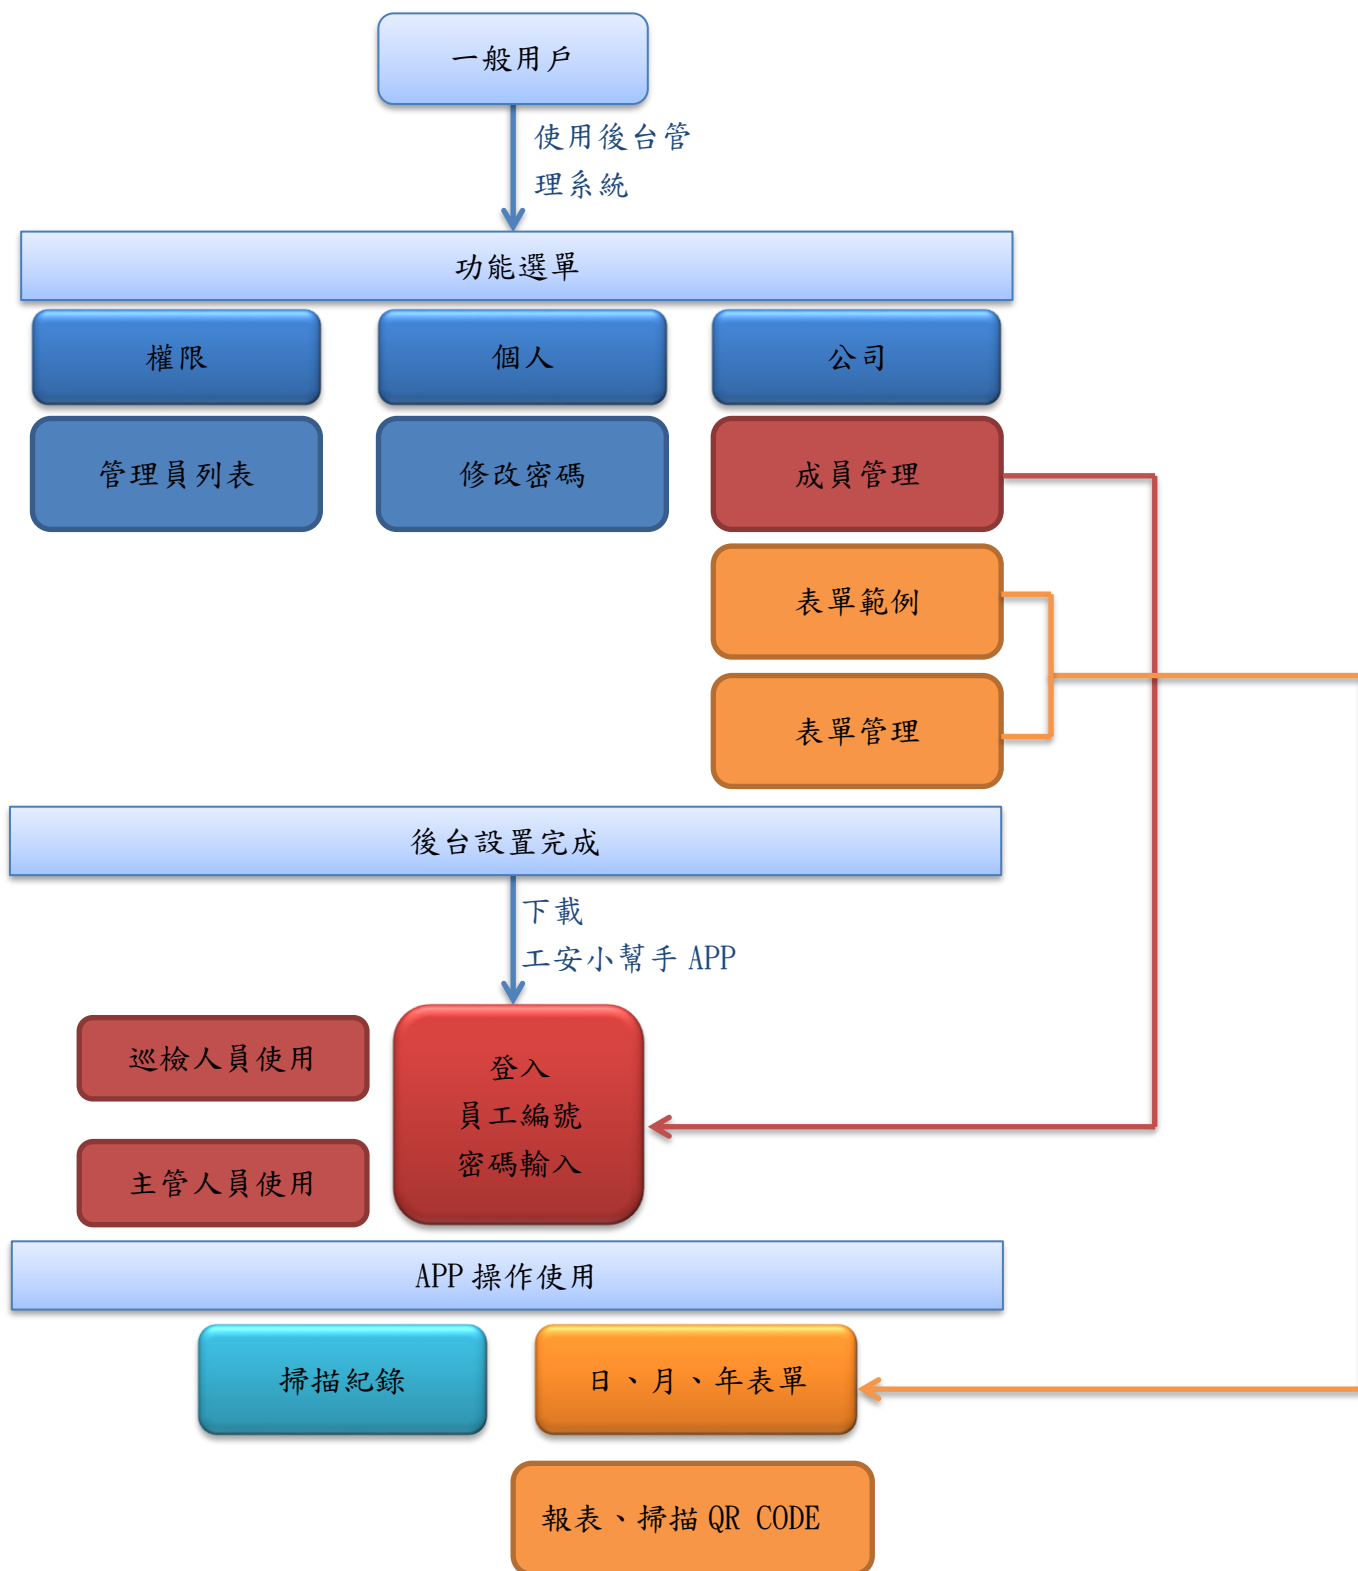 一般用戶
使用後台管
理系統
功能選單
權限
個人
公司
管理員列表
修改密碼
成員管理
表單範例
表單管理
後台設置完成
下載
工安小幫手 APP
巡檢人員使用
主管人員使用
登入
員工編號
密碼輸入
APP 操作使用
掃描紀錄
日、月、年表單
報表、掃描 QR CODE